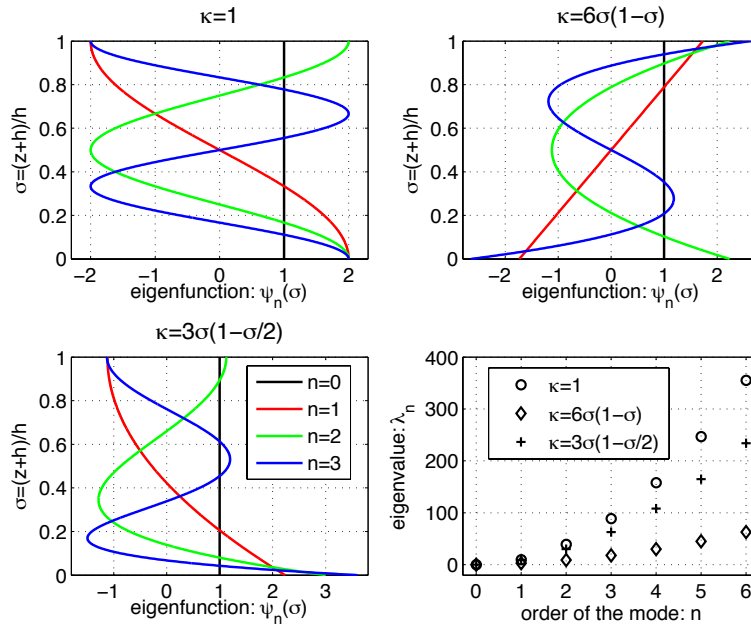 κ=1
σ=(z+h)/h
1
0.8
0.6
0.4
0.2
0
−2 −1 0 1 2
eigenfunction: ψn(σ)
κ=6σ(1−σ)
σ=(z+h)/h
1
0.8
0.6
0.4
0.2
0
−2 −1 0 1 2
eigenfunction: ψn(σ)
κ=3σ(1−σ/2)
σ=(z+h)/h
1
0.8
0.6
0.4
0.2
0
−1 0 1 2 3
eigenfunction: ψn(σ)
n=0
n=1
n=2
n=3
eigenvalue: λn
400
300
200
100
0
0 1 2 3 4 5 6
order of the mode: n
κ=1
κ=6σ(1−σ)
κ=3σ(1−σ/2)